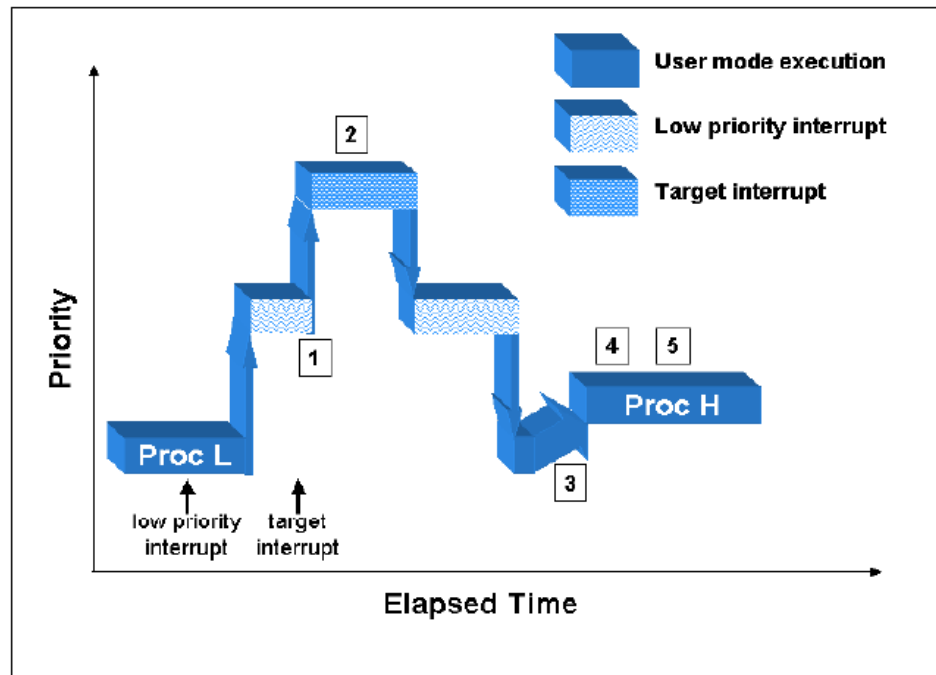 User mode execution
Low priority interrupt
Target interrupt
2
1
4 5
Proc H
Proc L
3
low priority
interrupt
target
interrupt
Priority
Elapsed Time